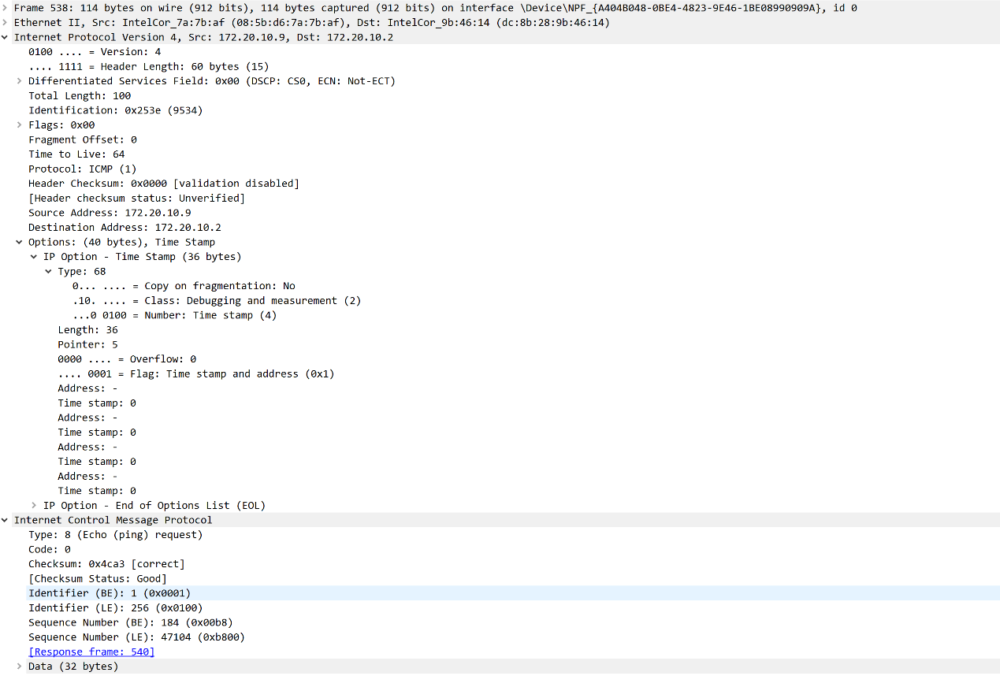 Frame 538: 114 bytes on wire (912 bits), 114 bytes captured (912 bits) on interface \Device\NPF_{A404B048-0BE4-4823-9E46-1BE08990909A}, id 0
Ethernet II, Src: IntelCor_7a:7b:af (08:5b:d6:7a:7b:af), Dst: IntelCor_9b:46:14 (dc:8b:28:9b:46:14)
Internet Protocol Version 4, Src: 172.20.10.9, Dst: 172.20.10.2
0100 .... = Version: 4
.... 1111 = Header Length: 60 bytes (15)
Differentiated Services Field: 0x00 (DSCP: CS0, ECN: Not-ECT)
Total Length: 100
Identification: 0x253e (9534)
Flags: 0x00
Fragment Offset: 0
Time to Live: 64
Protocol: ICMP (1)
Header Checksum: 0x0000 [validation disabled]
[Header checksum status: Unverified]
Source Address: 172.20.10.9
Destination Address: 172.20.10.2
Options: (40 bytes), Time Stamp
IP Option - Time Stamp (36 bytes)
Type: 68
0... .... = Copy on fragmentation: No
.10. .... = Class: Debugging and measurement (2)
...0 0100 = Number: Time stamp (4)
Length: 36
Pointer: 5
0000 .... = Overflow: 0
.... 0001 = Flag: Time stamp and address (0x1)
Address: -
Time stamp: 0
Address: -
Time stamp: 0
Address: -
Time stamp: 0
Address: -
Time stamp: 0
IP Option - End of Options List (EOL)
Internet Control Message Protocol
Type: 8 (Echo (ping) request)
Code: 0
Checksum: 0x4ca3 [correct]
[Checksum Status: Good]
Identifier (BE): 1 (0x0001)
Identifier (LE): 256 (0x0100)
Sequence Number (BE): 184 (0x00b8)
Sequence Number (LE): 47104 (0xb800)
[Response frame: 540]
Data (32 bytes)